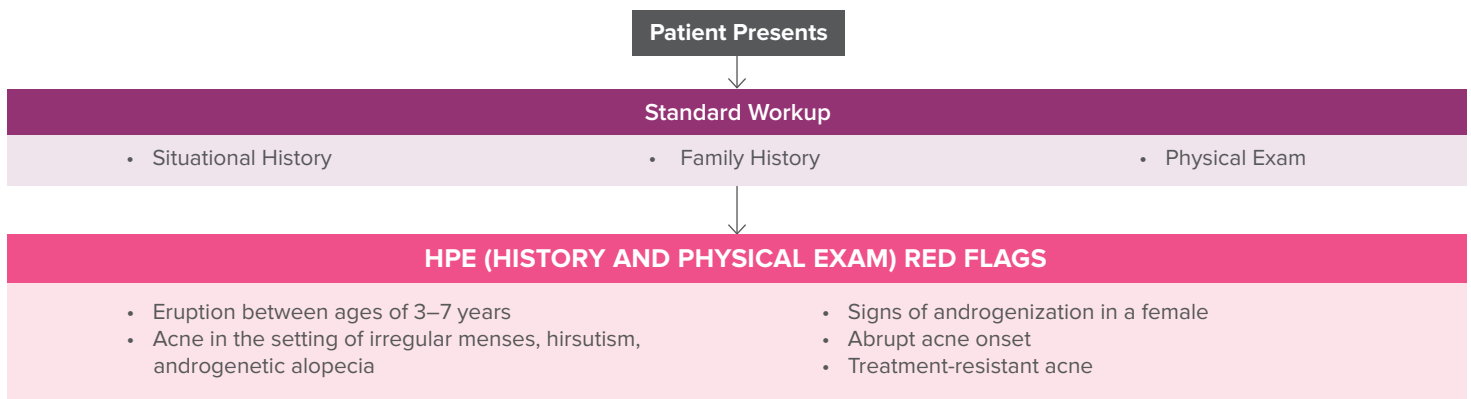 Patient Presents
Standard Workup
• Situational History
• Family History
• Physical Exam
HPE (HISTORY AND PHYSICAL EXAM) RED FLAGS
• Eruption between ages of 3–7 years
• Acne in the setting of irregular menses, hirsutism,
androgenetic alopecia
• Signs of androgenization in a female
• Abrupt acne onset
• Treatment-resistant acne